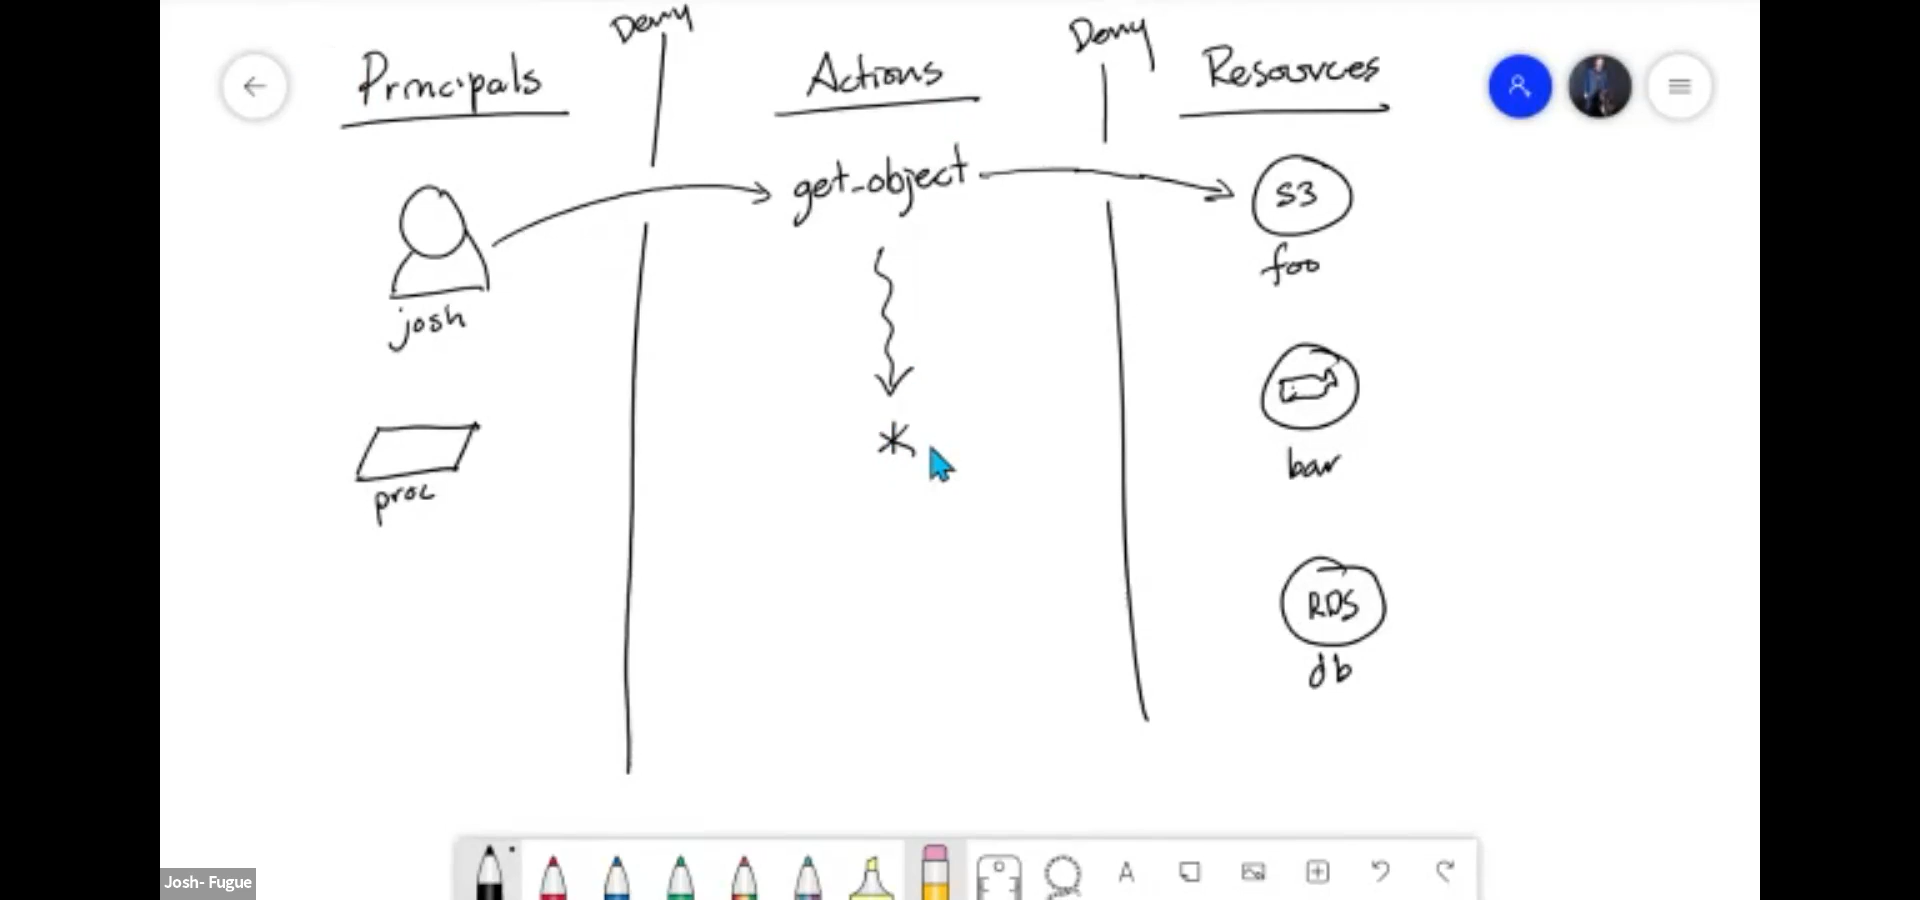 Deny
Deny
Principals
Actions
Resources
get-object
S3
foo
josh
*
bar
proc
RDS
db
A
Josh- Fugue